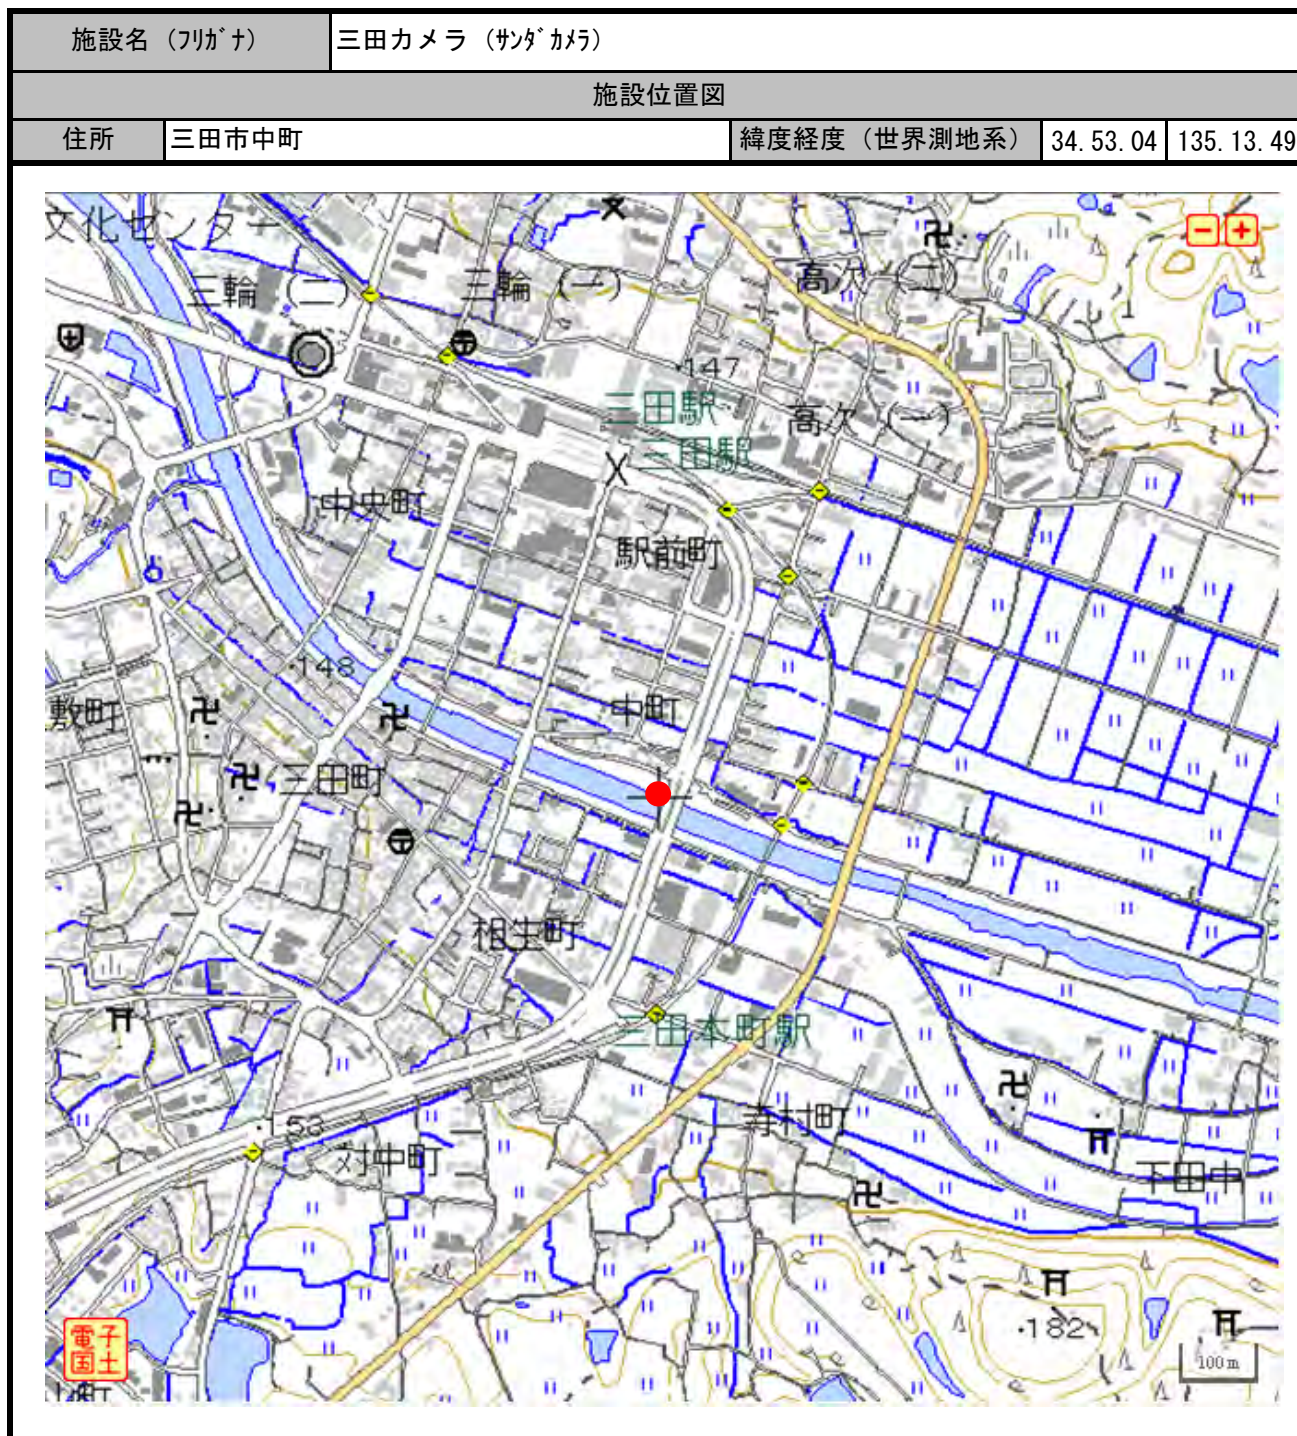 施設名（ﾌﾘｶﾞﾅ） 三田カメラ（ｻﾝﾀﾞｶﾒﾗ）
施設位置図
住所 三田市中町 緯度経度（世界測地系） 34.53.04 135.13.49
文化センター
三輪（二）
三輪（一）
高次（二）
・147
三田駅
三田駅
高次（一）
中央町
駅前町
・148
中町
敷町
三田町
相生町
三田本町駅
・153
対中町
寺村町
下田中
・182
電子
国土
100m